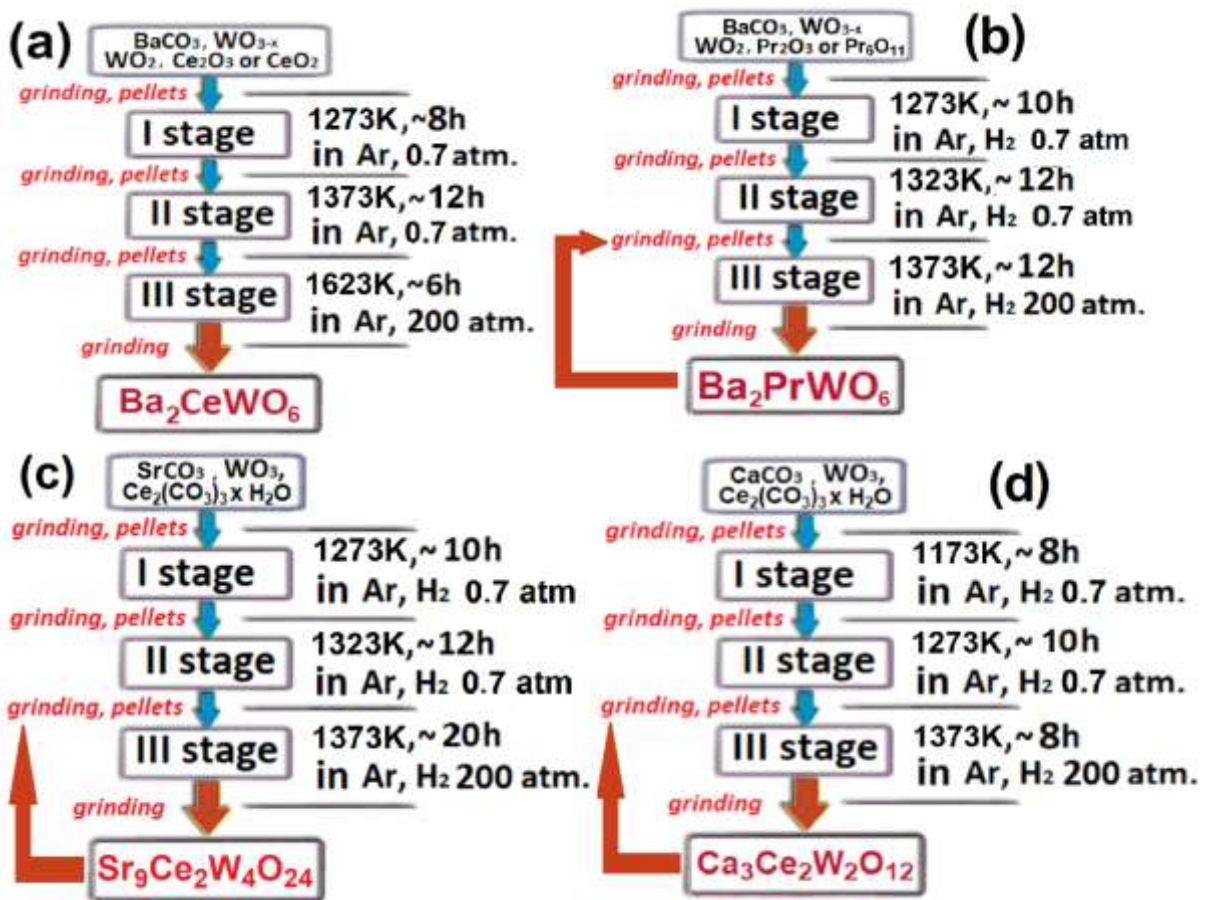 (a)
BaCO₃, WO₃₋ₓ
WO₂, Ce₂O₃ or CeO₂
grinding, pellets
I stage
1273K,~8h
in Ar, 0.7 atm.
grinding, pellets
II stage
1373K,~12h
in Ar, 0.7 atm.
grinding, pellets
III stage
1623K,~6h
in Ar, 200 atm.
grinding
Ba₂CeWO₆
(b)
BaCO₃, WO₃₋ₓ
WO₂, Pr₂O₃ or Pr₆O₁₁
grinding, pellets
I stage
1273K,~ 10h
in Ar, H₂ 0.7 atm
grinding, pellets
II stage
1323K,~12h
in Ar, H₂ 0.7 atm
grinding, pellets
III stage
1373K,~12h
in Ar, H₂ 200 atm.
grinding
Ba₂PrWO₆
(c)
SrCO₃ , WO₃,
Ce₂(CO₃)₃ x H₂O
grinding, pellets
I stage
1273K,~ 10h
in Ar, H₂ 0.7 atm
grinding, pellets
II stage
1323K,~12h
in Ar, H₂ 0.7 atm
grinding, pellets
III stage
1373K,~20h
in Ar, H₂ 200 atm.
grinding
Sr₉Ce₂W₄O₂₄
(d)
CaCO₃ , WO₃,
Ce₂(CO₃)₃ x H₂O
grinding, pellets
I stage
1173K,~8h
in Ar, H₂ 0.7 atm.
grinding, pellets
II stage
1273K,~ 10h
in Ar, H₂ 0.7 atm.
grinding, pellets
III stage
1373K,~8h
in Ar, H₂ 200 atm.
grinding
Ca₃Ce₂W₂O₁₂